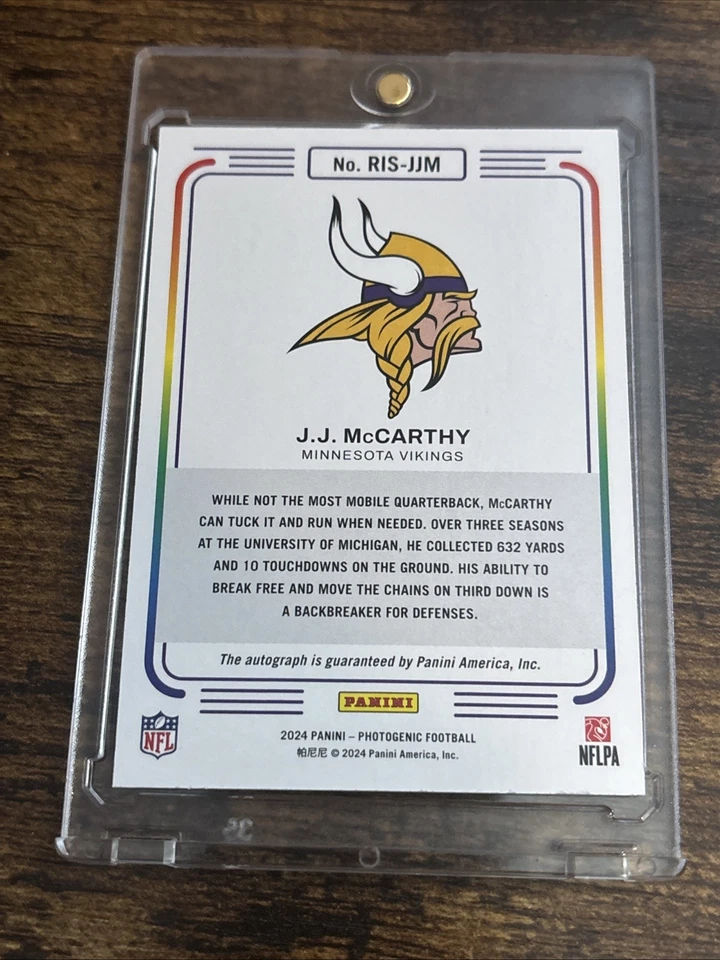 No. RIS-JJM
J.J. McCARTHY
MINNESOTA VIKINGS
WHILE NOT THE MOST MOBILE QUARTERBACK, McCARTHY
CAN TUCK IT AND RUN WHEN NEEDED. OVER THREE SEASONS
AT THE UNIVERSITY OF MICHIGAN, HE COLLECTED 632 YARDS
AND 10 TOUCHDOWNS ON THE GROUND. HIS ABILITY TO
BREAK FREE AND MOVE THE CHAINS ON THIRD DOWN IS
A BACKBREAKER FOR DEFENSES.
The autograph is guaranteed by Panini America, Inc.
PANINI
NFL
2024 PANINI – PHOTOGENIC FOOTBALL
帕尼尼 © 2024 Panini America, Inc.
NFLPA